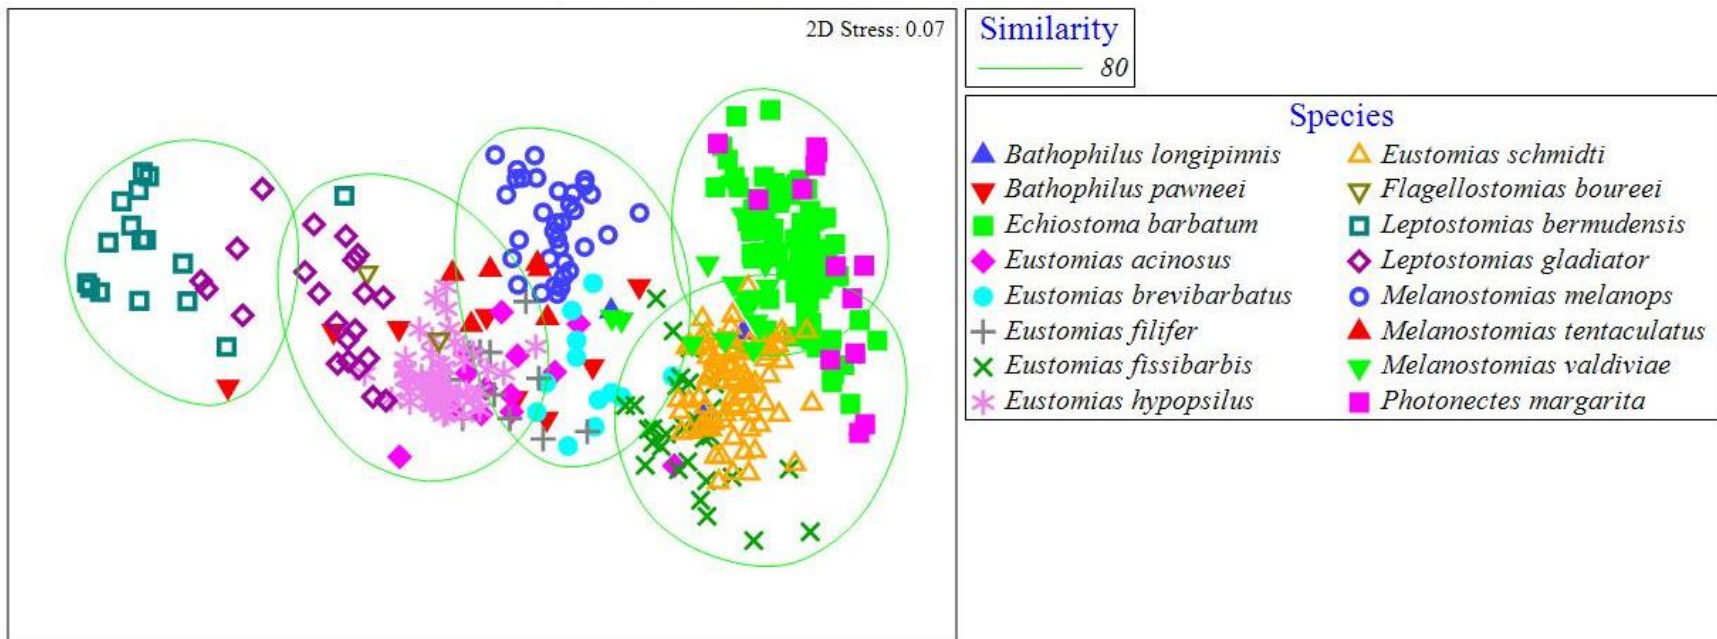 2D Stress: 0.07
Similarity
80
Species
Bathophilus longipinnis
Bathophilus pawneei
Echiostoma barbatum
Eustomias acinosus
Eustomias brevibarbatus
Eustomias filifer
Eustomias fissibarbis
Eustomias hypopsilus
Eustomias schmidti
Flagellostomias boureei
Leptostomias bermudensis
Leptostomias gladiator
Melanostomias melanops
Melanostomias tentaculatus
Melanostomias valdiviae
Photonectes margarita